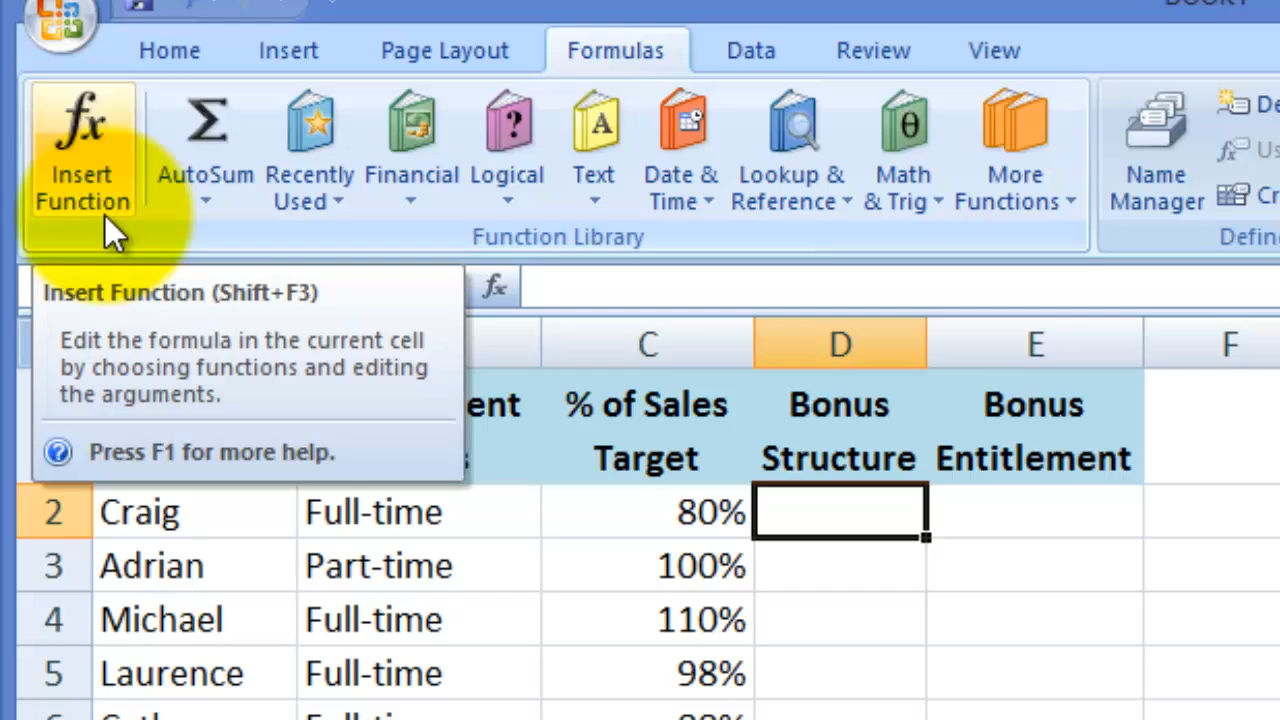 Home Insert Page Layout Formulas Data Review View
Insert Function
AutoSum
Recently Used
Financial
Logical
Text
Date & Time
Lookup & Reference
Math & Trig
More Functions
Name Manager
Function Library
fx
Insert Function (Shift+F3)
Edit the formula in the current cell
by choosing functions and editing
the arguments.
Press F1 for more help.
C D E F
% of Sales Target
Bonus Structure
Bonus Entitlement
2 Craig Full-time 80%
3 Adrian Part-time 100%
4 Michael Full-time 110%
5 Laurence Full-time 98%